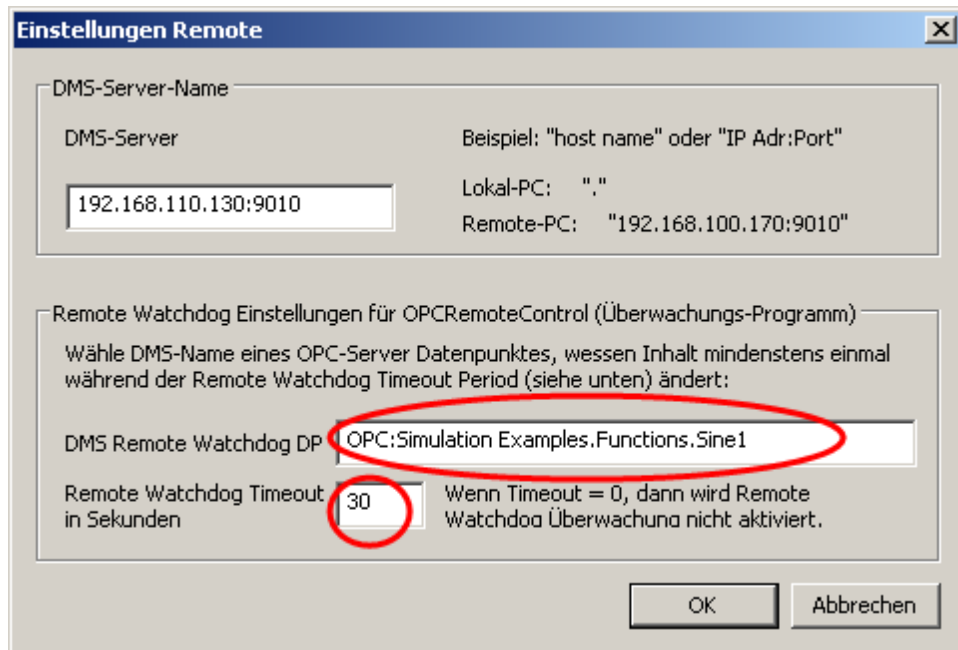 Einstellungen Remote
DMS-Server-Name
DMS-Server
Beispiel: "host name" oder "IP Adr:Port"
192.168.110.130:9010
Lokal-PC: "."
Remote-PC: "192.168.100.170:9010"
Remote Watchdog Einstellungen für OPCRemoteControl (Überwachungs-Programm)
Wähle DMS-Name eines OPC-Server Datenpunktes, wessen Inhalt mindenstens einmal
während der Remote Watchdog Timeout Period (siehe unten) ändert:
DMS Remote Watchdog DP
OPC:Simulation Examples.Functions.Sine1
Remote Watchdog Timeout
in Sekunden
30
Wenn Timeout = 0, dann wird Remote
Watchdog Überwachung nicht aktiviert.
OK
Abbrechen